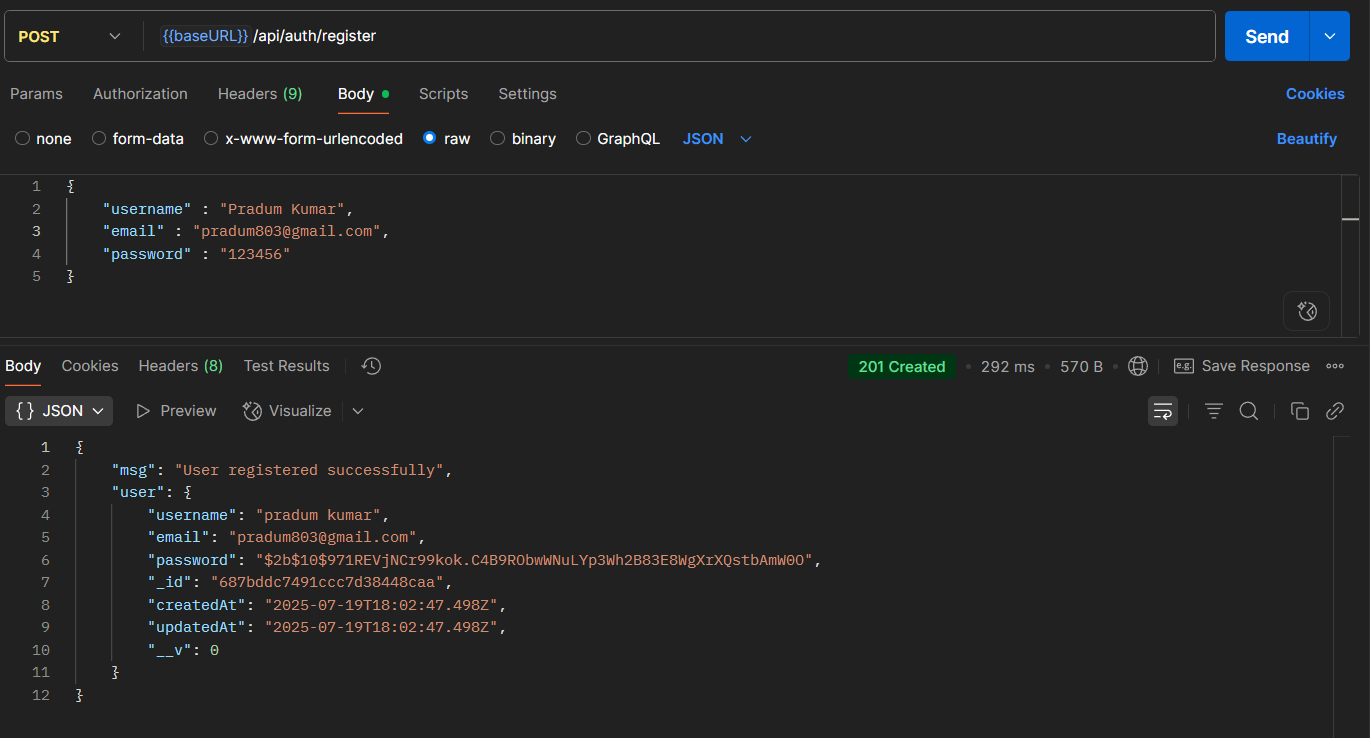 POST {{baseURL}} /api/auth/register Send
Params Authorization Headers (9) Body Scripts Settings Cookies
none form-data x-www-form-urlencoded raw binary GraphQL JSON Beautify
1 {
2 "username" : "Pradum Kumar",
3 "email" : "pradum803@gmail.com",
4 "password" : "123456"
5 }
Body Cookies Headers (8) Test Results 201 Created • 292 ms • 570 B e.g. Save Response
{} JSON Preview Visualize
1 {
2 "msg": "User registered successfully",
3 "user": {
4 "username": "pradum kumar",
5 "email": "pradum803@gmail.com",
6 "password": "$2b$10$971REVjNCr99kok.C4B9RObwWNuLYp3Wh2B83E8WgXrXQstbAmW0O",
7 "_id": "687bddc7491ccc7d38448caa",
8 "createdAt": "2025-07-19T18:02:47.498Z",
9 "updatedAt": "2025-07-19T18:02:47.498Z",
10 "__v": 0
11 }
12 }